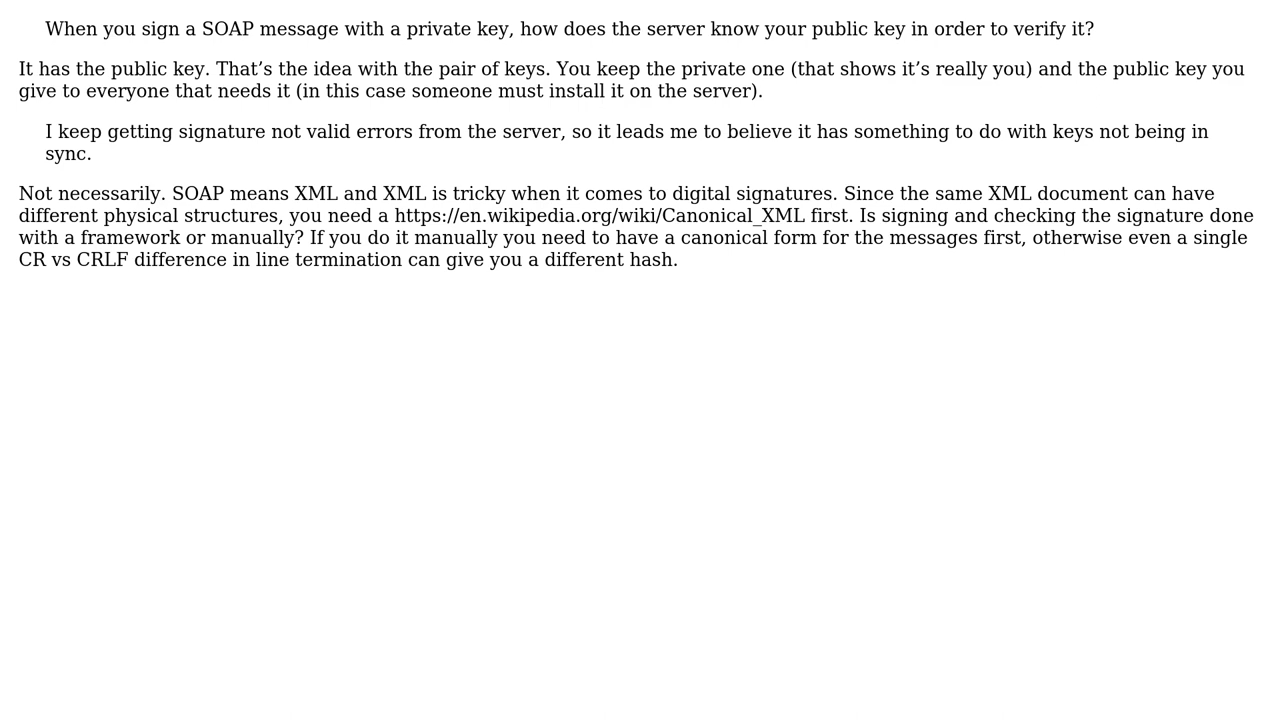 When you sign a SOAP message with a private key, how does the server know your public key in order to verify it?
It has the public key. That’s the idea with the pair of keys. You keep the private one (that shows it’s really you) and the public key you
give to everyone that needs it (in this case someone must install it on the server).
I keep getting signature not valid errors from the server, so it leads me to believe it has something to do with keys not being in
sync.
Not necessarily. SOAP means XML and XML is tricky when it comes to digital signatures. Since the same XML document can have
different physical structures, you need a https://en.wikipedia.org/wiki/Canonical_XML first. Is signing and checking the signature done
with a framework or manually? If you do it manually you need to have a canonical form for the messages first, otherwise even a single
CR vs CRLF difference in line termination can give you a different hash.